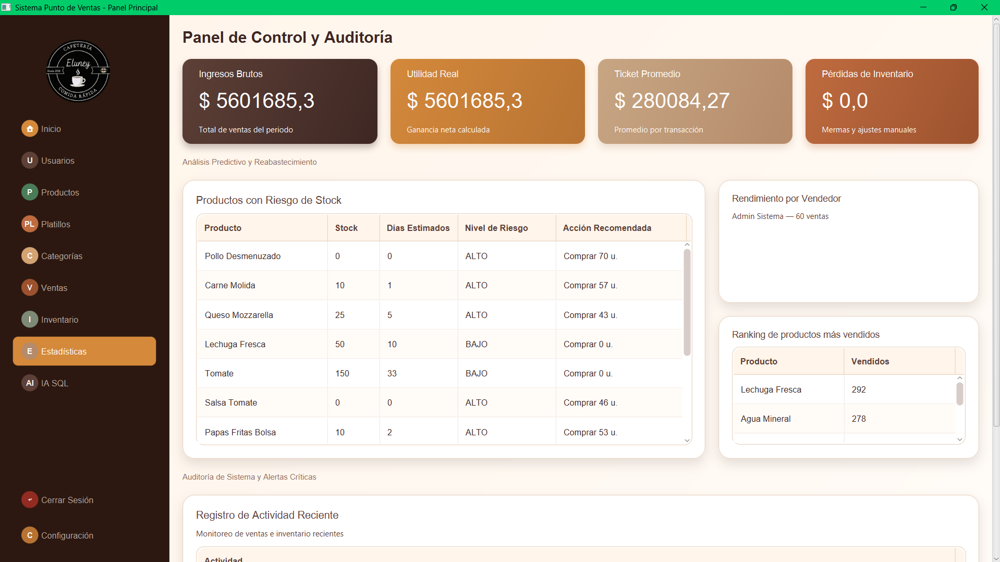 Sistema Punto de Ventas - Panel Principal
CAFETERÍA
Eluney
Desde 2018
COMIDA RÁPIDA
Inicio
U Usuarios
P Productos
PL Platillos
C Categorías
V Ventas
I Inventario
E Estadísticas
AI IA SQL
Cerrar Sesión
C Configuración
Panel de Control y Auditoría
Ingresos Brutos
$ 5601685,3
Total de ventas del periodo
Utilidad Real
$ 5601685,3
Ganancia neta calculada
Ticket Promedio
$ 280084,27
Promedio por transacción
Pérdidas de Inventario
$ 0,0
Mermas y ajustes manuales
Análisis Predictivo y Reabastecimiento
Productos con Riesgo de Stock
Producto Stock Días Estimados Nivel de Riesgo Acción Recomendada
Pollo Desmenuzado 0 0 ALTO Comprar 70 u.
Carne Molida 10 1 ALTO Comprar 57 u.
Queso Mozzarella 25 5 ALTO Comprar 43 u.
Lechuga Fresca 50 10 BAJO Comprar 0 u.
Tomate 150 33 BAJO Comprar 0 u.
Salsa Tomate 0 0 ALTO Comprar 46 u.
Papas Fritas Bolsa 10 2 ALTO Comprar 53 u.
Rendimiento por Vendedor
Admin Sistema — 60 ventas
Ranking de productos más vendidos
Producto Vendidos
Lechuga Fresca 292
Agua Mineral 278
Auditoría de Sistema y Alertas Críticas
Registro de Actividad Reciente
Monitoreo de ventas e inventario recientes
Actividad